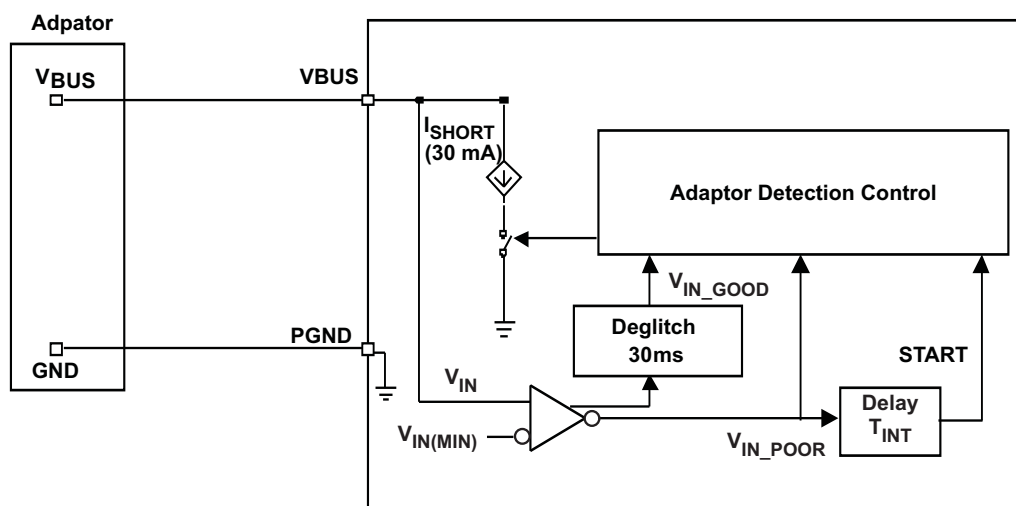 Adpator
VBUS
VBUS
ISHORT
(30 mA)
Adaptor Detection Control
VIN_GOOD
Deglitch
30ms
PGND
GND
START
VIN
Delay
TINT
VIN(MIN)
VIN_POOR